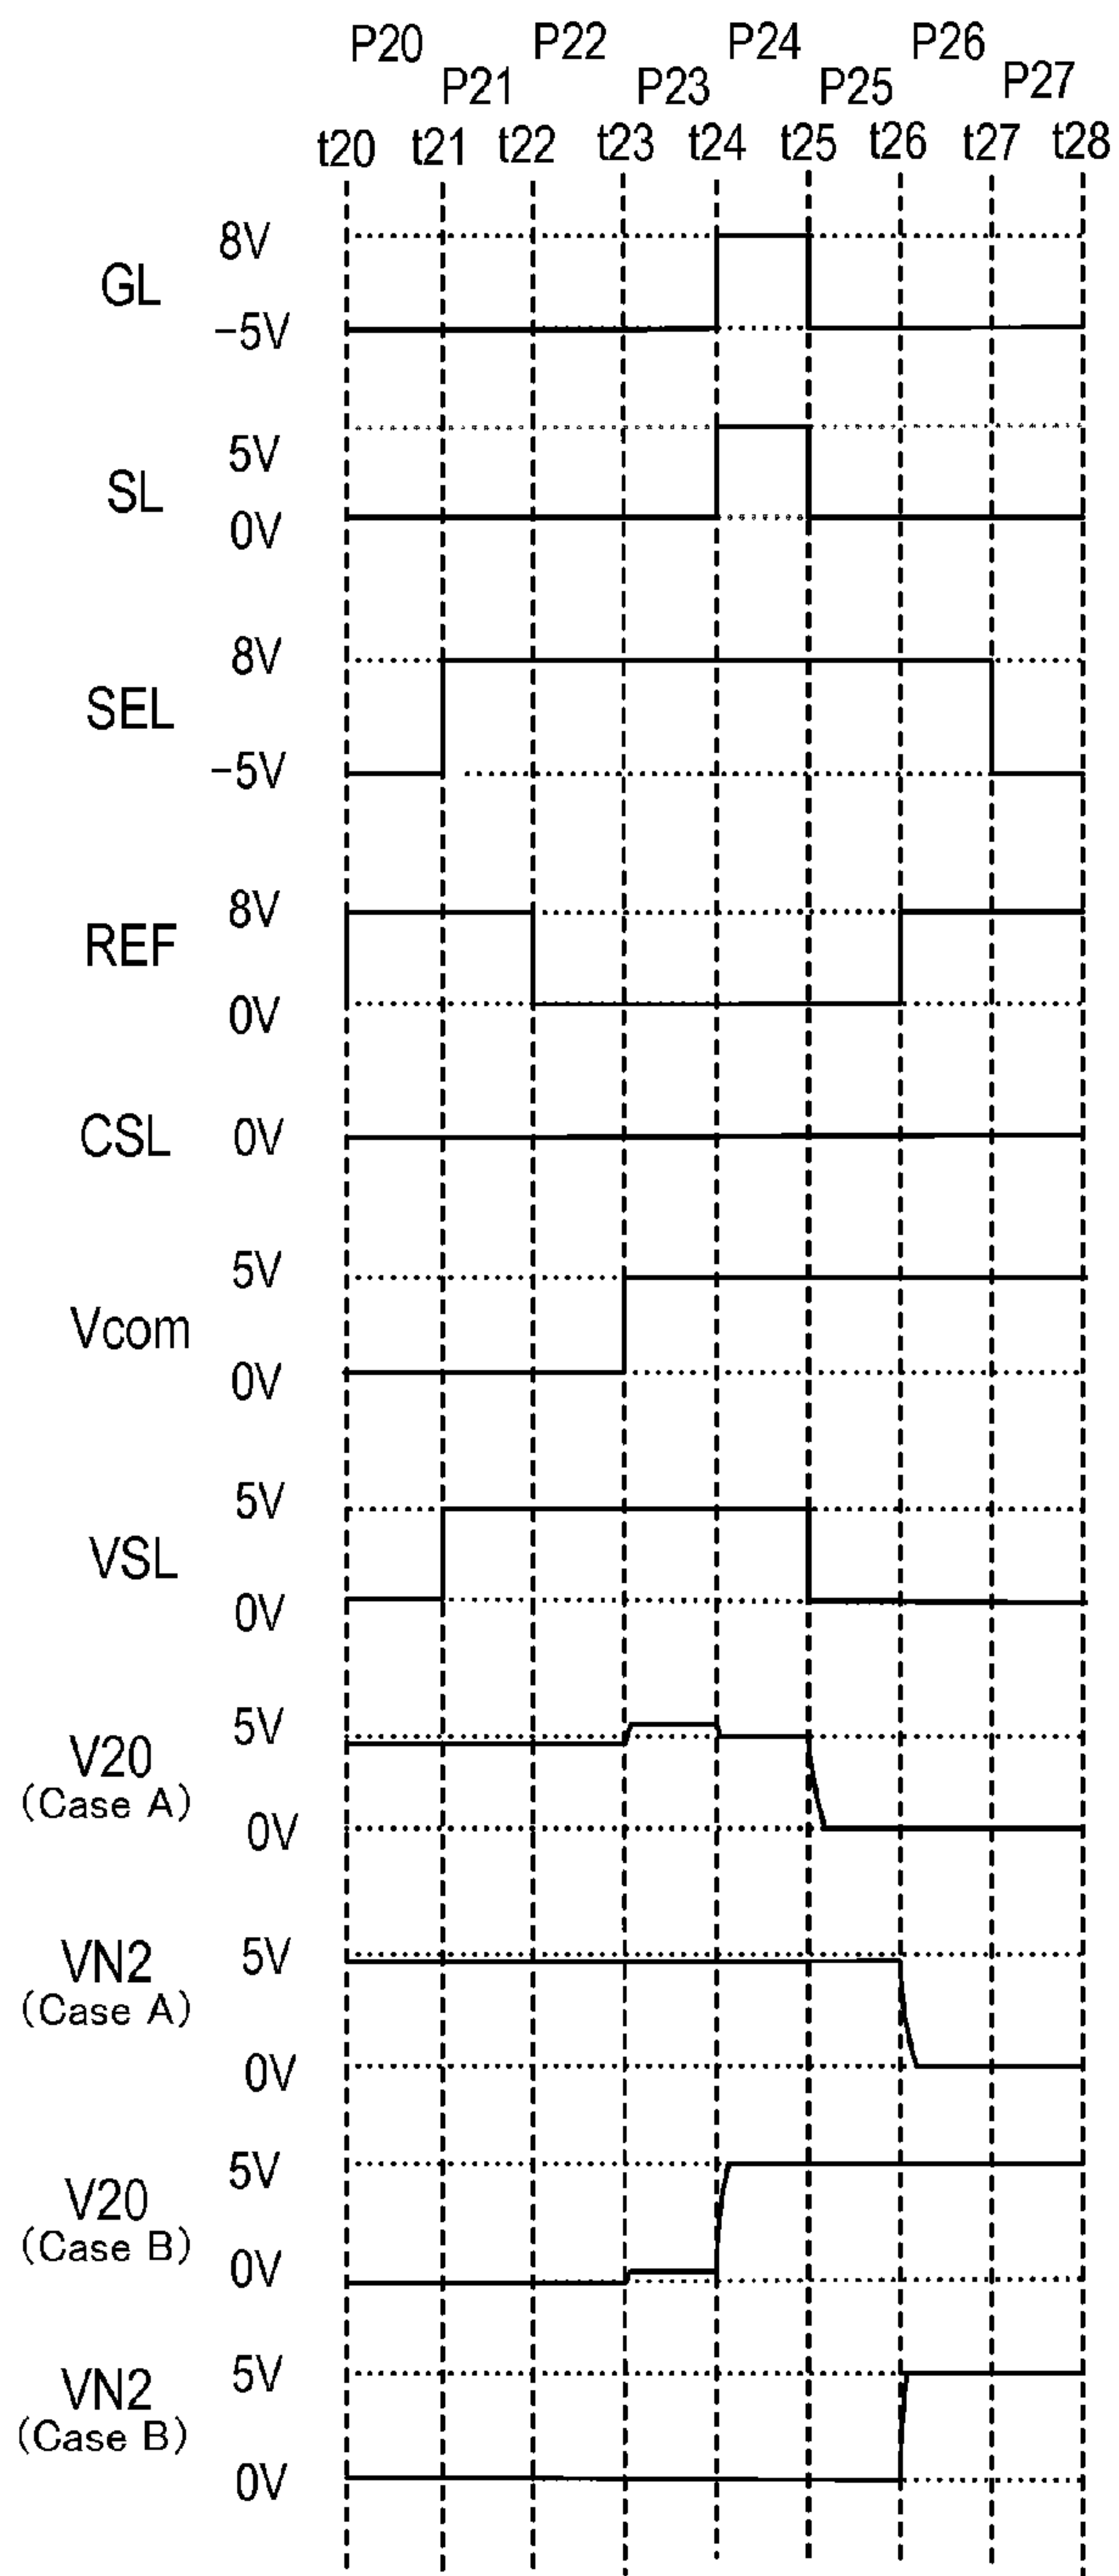 P20 P22 P24 P26
P21 P23 P25 P27
t20 t21 t22 t23 t24 t25 t26 t27 t28
8V
GL
−5V
5V
SL
0V
8V
SEL
−5V
8V
REF
0V
CSL 0V
5V
Vcom
0V
5V
VSL
0V
5V
V20
(Case A)
0V
5V
VN2
(Case A)
0V
5V
V20
(Case B)
0V
5V
VN2
(Case B)
0V